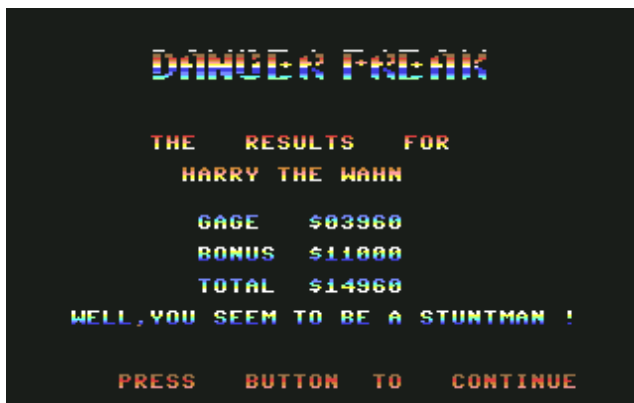 DANGER FREAK
THE RESULTS FOR
HARRY THE WAHN
GAGE $03960
BONUS $11000
TOTAL $14960
WELL,YOU SEEM TO BE A STUNTMAN !
PRESS BUTTON TO CONTINUE